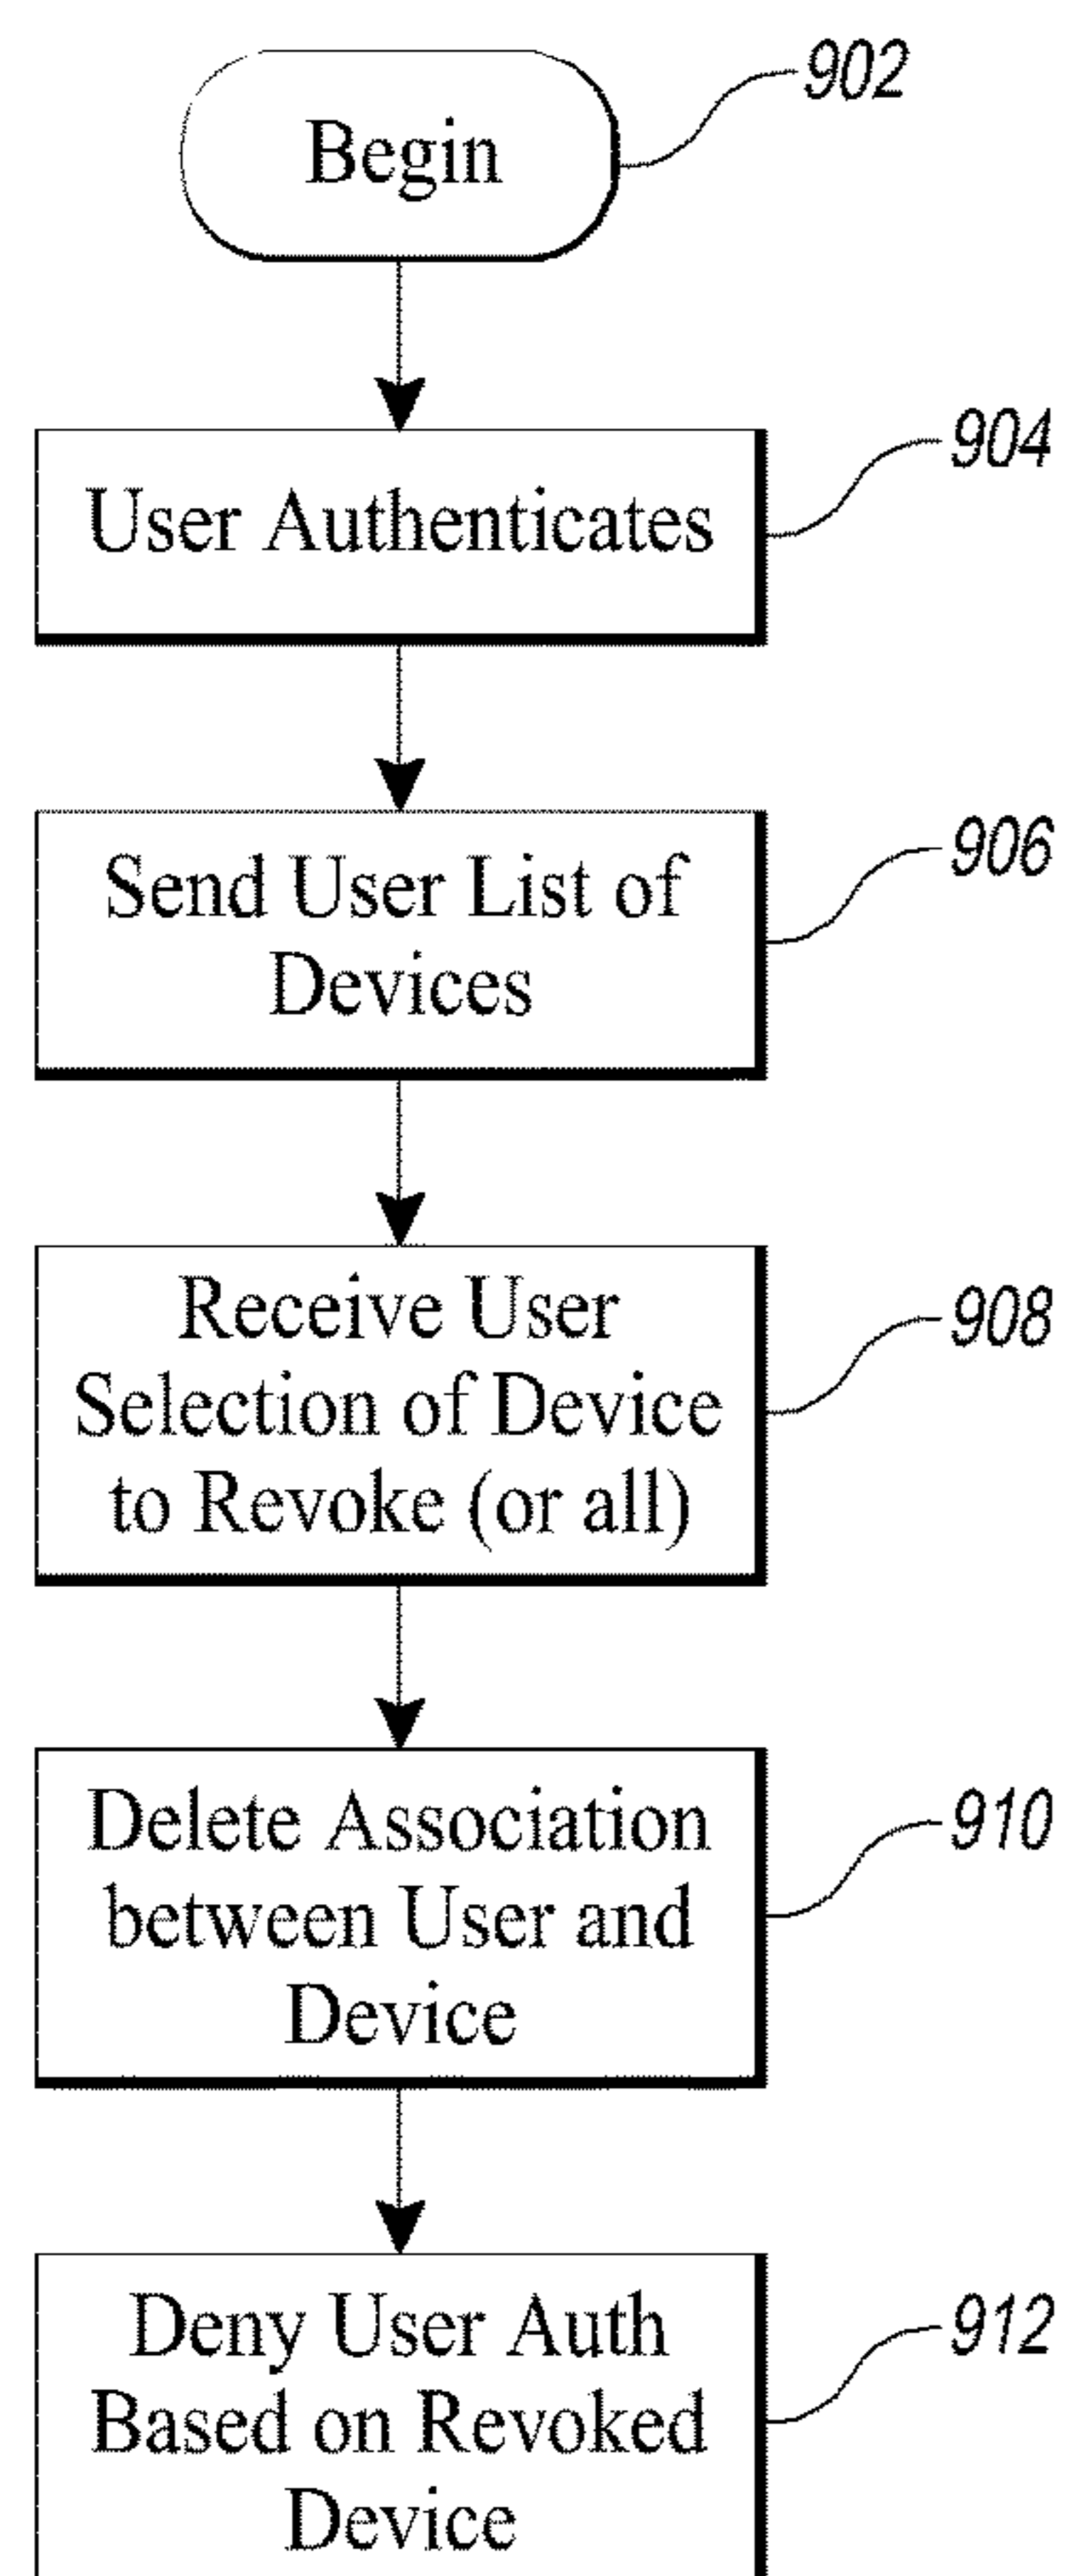 Begin
902
User Authenticates
904
Send User List of
Devices
906
Receive User
Selection of Device
to Revoke (or all)
908
Delete Association
between User and
Device
910
Deny User Auth
Based on Revoked
Device
912